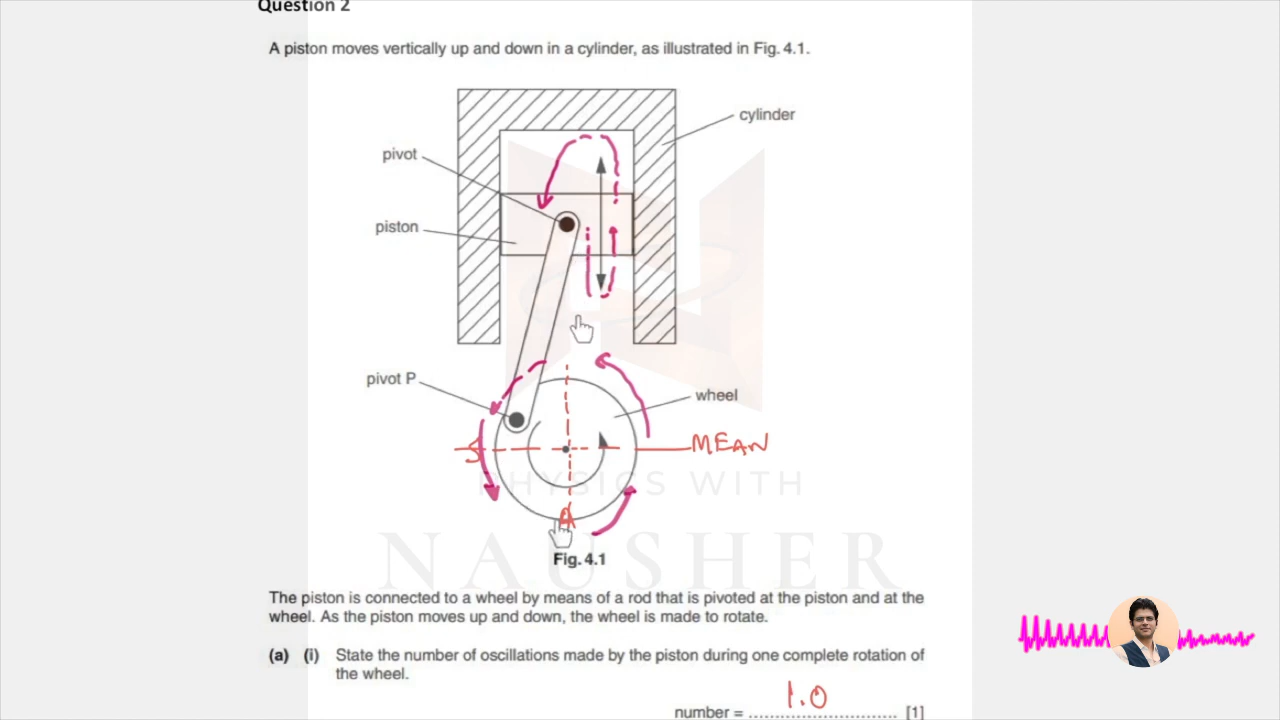 Question 2
A piston moves vertically up and down in a cylinder, as illustrated in Fig. 4.1.
cylinder
pivot
piston
pivot P
wheel
MEAN
PHYSICS WITH
A
NAUSHER
Fig. 4.1
The piston is connected to a wheel by means of a rod that is pivoted at the piston and at the
wheel. As the piston moves up and down, the wheel is made to rotate.
(a) (i) State the number of oscillations made by the piston during one complete rotation of
the wheel.
1.0
number = ................................ [1]